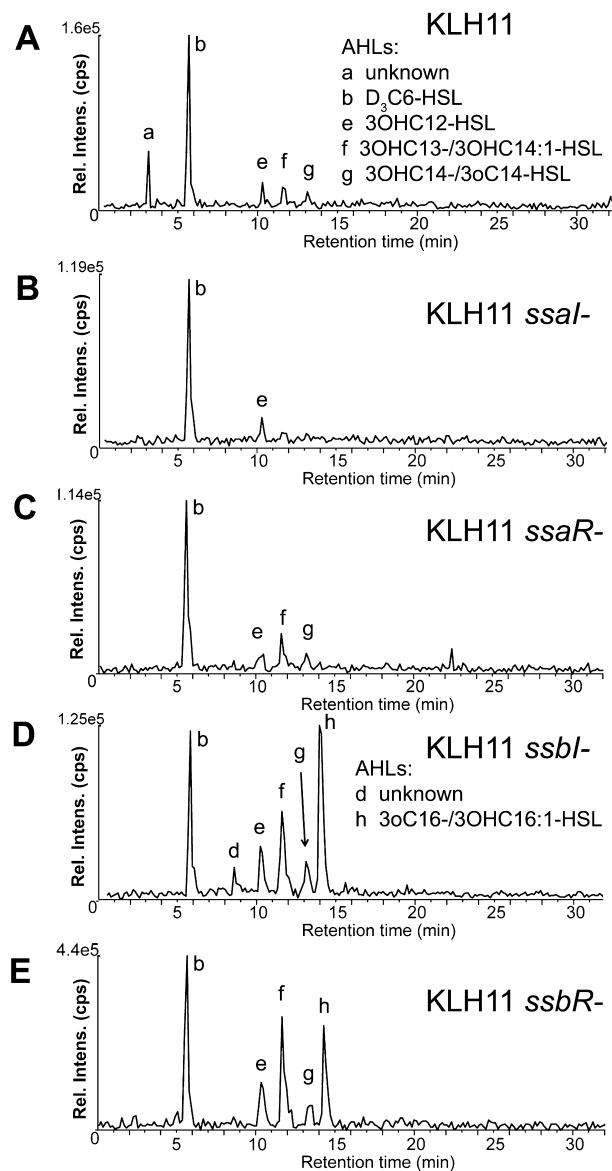 A
KLH11
1.6e5
b
AHLs:
a unknown
b D3C6-HSL
e 3OHC12-HSL
f 3OHC13-/3OHC14:1-HSL
g 3OHC14-/3oC14-HSL
a
e
f
g
Rel. Intens. (cps)
0
5 10 15 20 25 30
Retention time (min)
B
KLH11 ssaI-
1.19e5
b
e
Rel. Intens. (cps)
0
5 10 15 20 25 30
Retention time (min)
C
KLH11 ssaR-
1.14e5
b
e
f
g
Rel. Intens. (cps)
0
5 10 15 20 25 30
Retention time (min)
D
KLH11 ssbI-
1.25e5
b
h
g
AHLs:
d unknown
h 3oC16-/3OHC16:1-HSL
f
e
d
Rel. Intens. (cps)
0
5 10 15 20 25 30
Retention time (min)
E
KLH11 ssbR-
4.4e5
b
f
h
e
g
Rel. Intens. (cps)
0
5 10 15 20 25 30
Retention time (min)